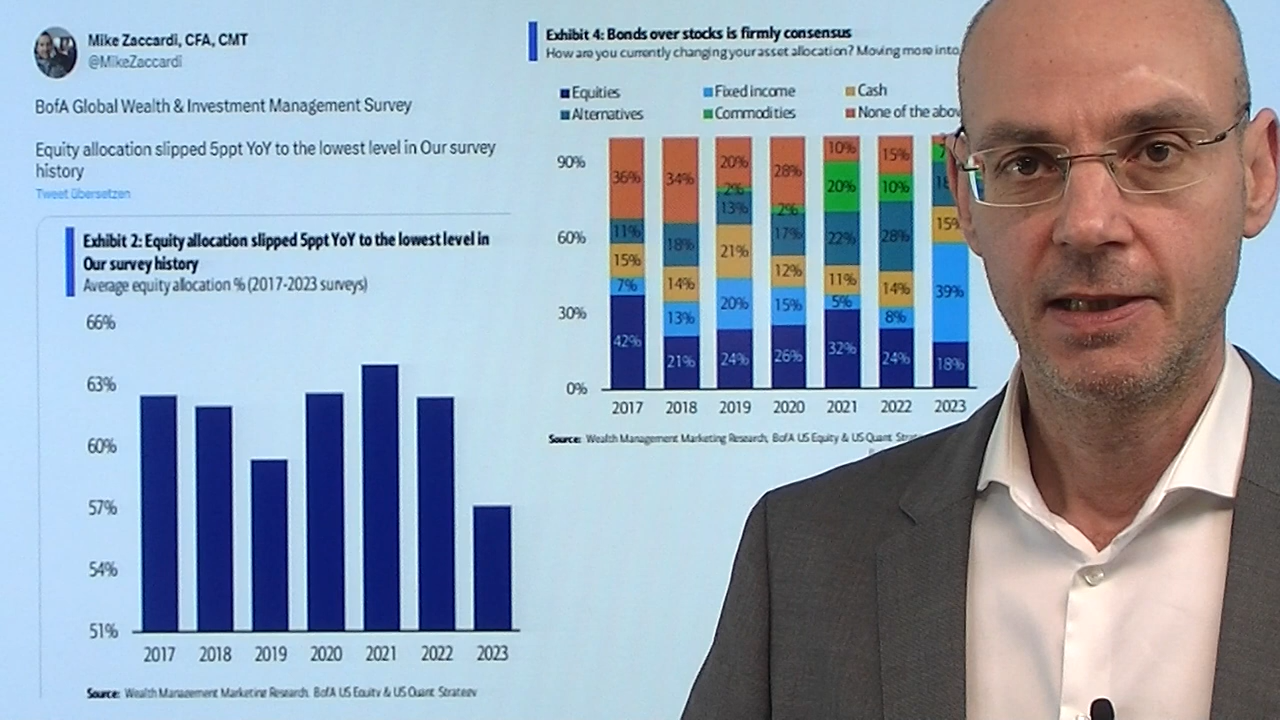 Mike Zaccardi, CFA, CMT
@MikeZaccardi
BofA Global Wealth & Investment Management Survey
Equity allocation slipped 5ppt YoY to the lowest level in Our survey
history
Tweet übersetzen
Exhibit 2: Equity allocation slipped 5ppt YoY to the lowest level in
Our survey history
Average equity allocation % (2017-2023 surveys)
66%
63%
60%
57%
54%
51%
2017 2018 2019 2020 2021 2022 2023
Source: Wealth Management Marketing Research, BofA US Equity & US Quant Strategy
Exhibit 4: Bonds over stocks is firmly consensus
How are you currently changing your asset allocation? Moving more into
Equities Fixed income Cash
Alternatives Commodities None of the abov
90%
60%
30%
0%
36% 11% 15% 7% 42%
34% 18% 14% 13% 21%
20% 2% 13% 21% 20% 24%
28% 2% 17% 12% 15% 26%
10% 20% 22% 11% 5% 32%
15% 10% 28% 14% 8% 24%
7 18 15% 39% 18%
2017 2018 2019 2020 2021 2022 2023
Source: Wealth Management Marketing Research, BofA US Equity & US Quant Strat